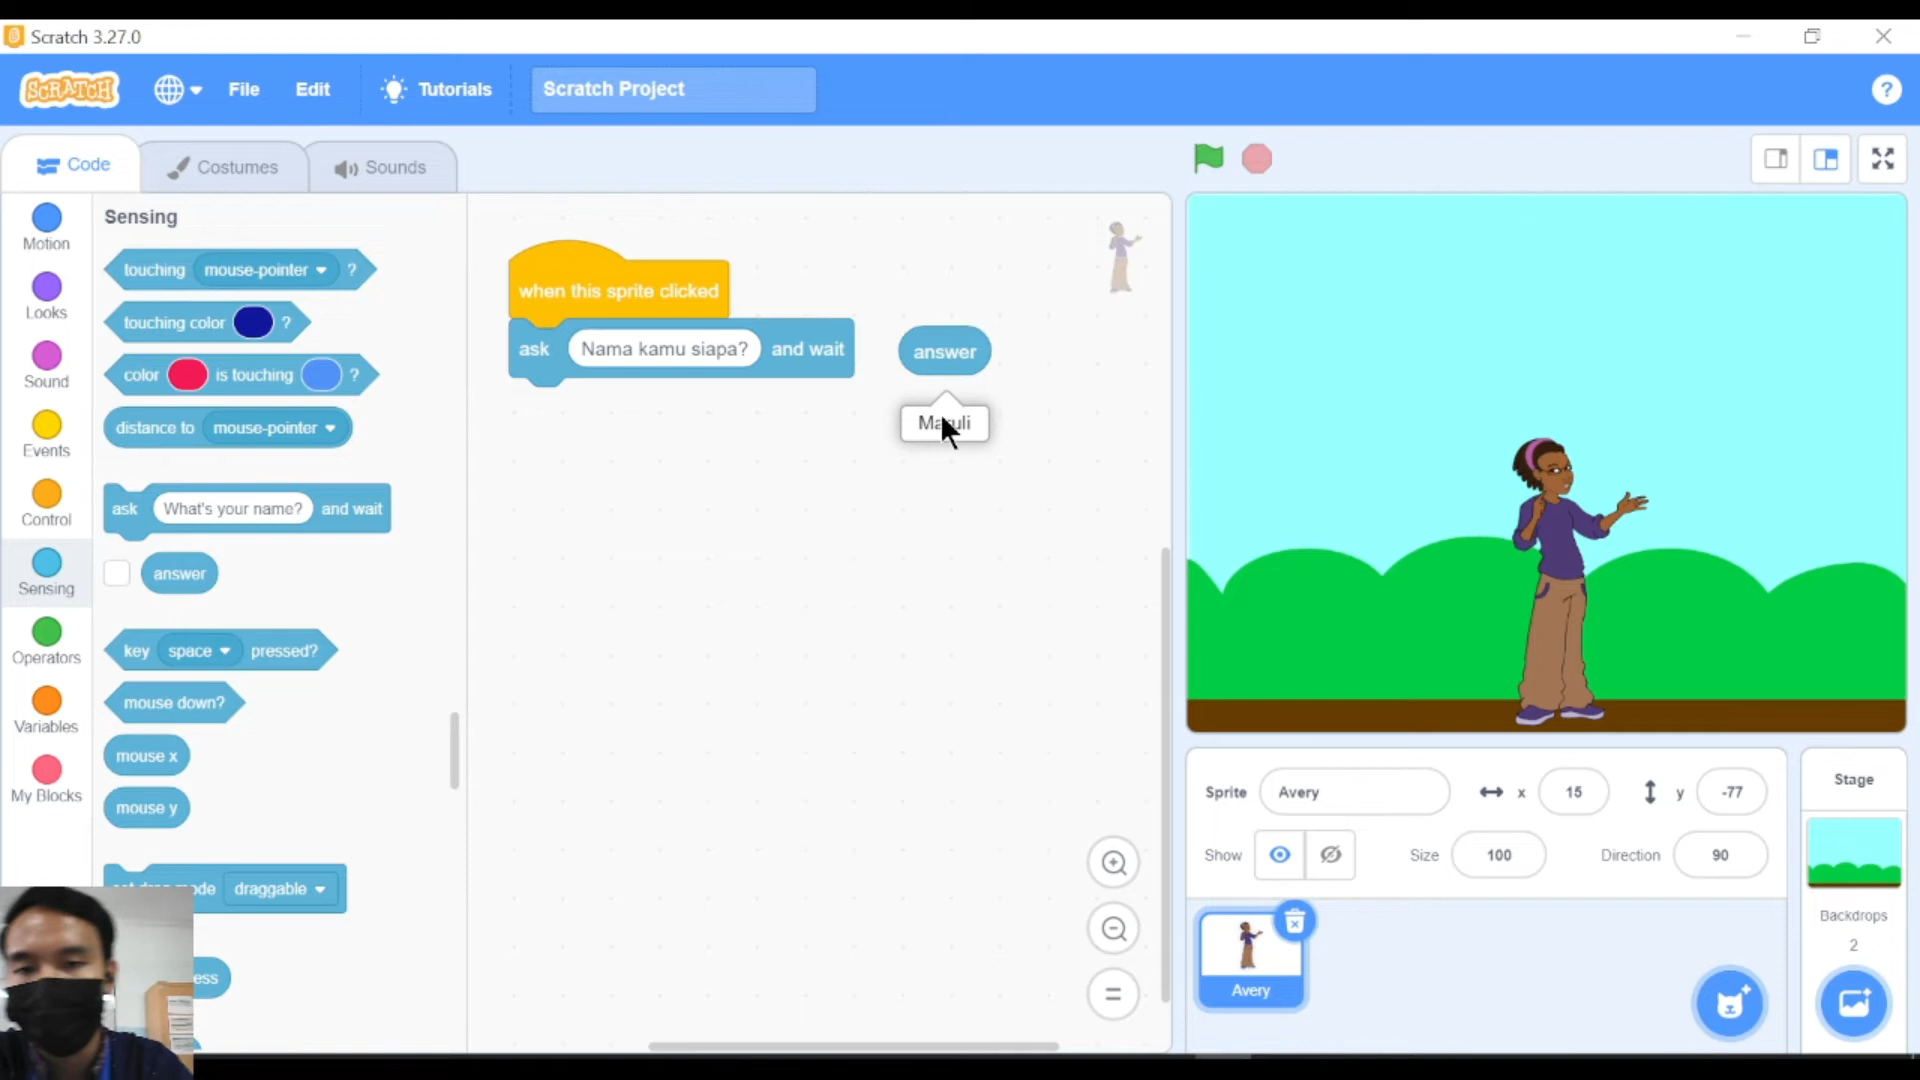 Scratch 3.27.0
SCRATCH
File
Edit
Tutorials
Scratch Project
?
Code
Costumes
Sounds
Motion
Looks
Sound
Events
Control
Sensing
Operators
Variables
My Blocks
Sensing
touching mouse-pointer ?
touching color ?
color is touching ?
distance to mouse-pointer
ask What's your name? and wait
answer
key space pressed?
mouse down?
mouse x
mouse y
draggable
when this sprite clicked
ask Nama kamu siapa? and wait
answer
Sprite Avery x 15 y -77
Show Size 100 Direction 90
Avery
Stage
Backdrops
2